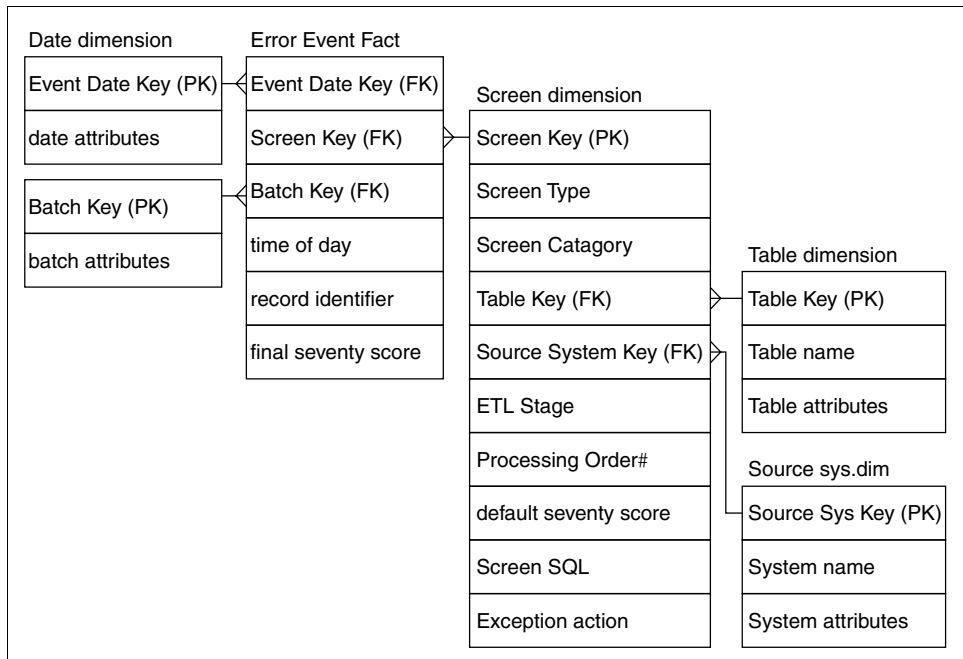 Date dimension
Event Date Key (PK)
date attributes
Batch Key (PK)
batch attributes
Error Event Fact
Event Date Key (FK)
Screen Key (FK)
Batch Key (FK)
time of day
record identifier
final seventy score
Screen dimension
Screen Key (PK)
Screen Type
Screen Catagory
Table Key (FK)
Source System Key (FK)
ETL Stage
Processing Order#
default seventy score
Screen SQL
Exception action
Table dimension
Table Key (PK)
Table name
Table attributes
Source sys.dim
Source Sys Key (PK)
System name
System attributes